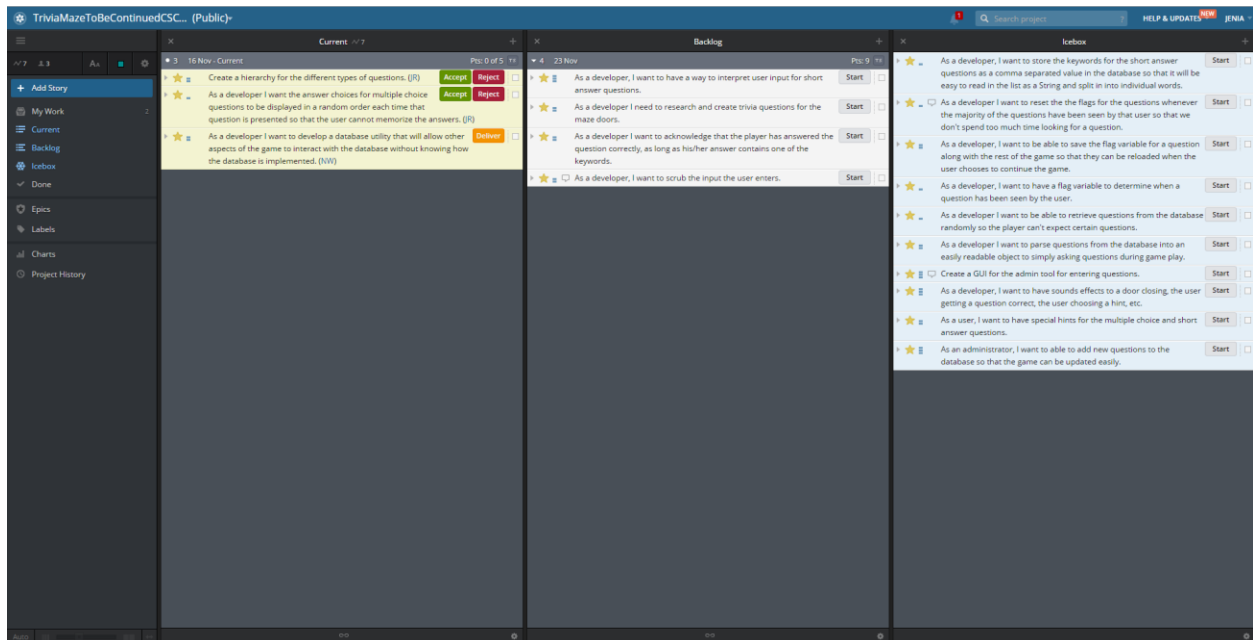 TriviaMazeToBeContinuedCSC... (Public)
1
Search project
?
HELP & UPDATES
NEW
JENIA
7
3
Aa
+ Add Story
My Work 2
Current
Backlog
Icebox
Done
Epics
Labels
Charts
Project History
Auto
× Current 7 +
3 16 Nov - Current Pts: 0 of 5
Create a hierarchy for the different types of questions. (JR)
Accept Reject
As a developer I want the answer choices for multiple choice
questions to be displayed in a random order each time that
question is presented so that the user cannot memorize the answers. (JR)
Accept Reject
As a developer I want to develop a database utility that will allow other
aspects of the game to interact with the database without knowing how
the database is implemented. (NW)
Deliver
× Backlog +
4 23 Nov Pts: 9
As a developer, I want to have a way to interpret user input for short
answer questions.
Start
As a developer I need to research and create trivia questions for the
maze doors.
Start
As a developer I want to acknowledge that the player has answered the
question correctly, as long as his/her answer contains one of the
keywords.
Start
As a developer, I want to scrub the input the user enters.
Start
× Icebox +
As a developer, I want to store the keywords for the short answer
questions as a comma separated value in the database so that it will be
easy to read in the list as a String and split in into individual words.
Start
As a developer I want to reset the the flags for the questions whenever
the majority of the questions have been seen by that user so that we
don't spend too much time looking for a question.
Start
As a developer, I want to be able to save the flag variable for a question
along with the rest of the game so that they can be reloaded when the
user chooses to continue the game.
Start
As a developer, I want to have a flag variable to determine when a
question has been seen by the user.
Start
As a developer I want to be able to retrieve questions from the database
randomly so the player can't expect certain questions.
Start
As a developer I want to parse questions from the database into an
easily readable object to simply asking questions during game play.
Start
Create a GUI for the admin tool for entering questions.
Start
As a developer, I want to have sounds effects to a door closing, the user
getting a question correct, the user choosing a hint, etc.
Start
As a user, I want to have special hints for the multiple choice and short
answer questions.
Start
As an administrator, I want to able to add new questions to the
database so that the game can be updated easily.
Start